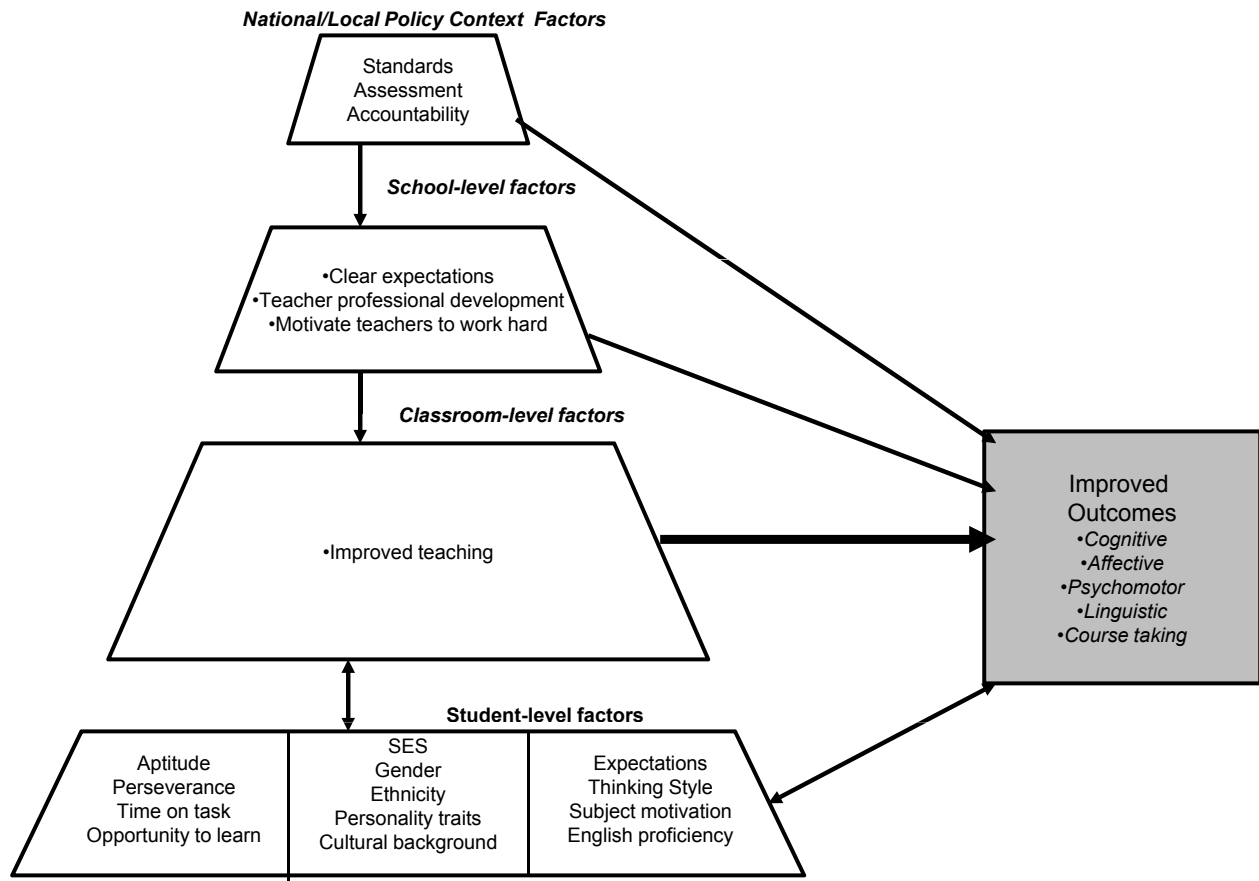 National/Local Policy Context  Factors
Standards
Assessment
Accountability
School-level factors
•Clear expectations
•Teacher professional development
•Motivate teachers to work hard
Classroom-level factors
•Improved teaching
Improved
Outcomes
•Cognitive
•Affective
•Psychomotor
•Linguistic
•Course taking
Student-level factors
Aptitude
Perseverance
Time on task
Opportunity to learn
SES
Gender
Ethnicity
Personality traits
Cultural background
Expectations
Thinking Style
Subject motivation
English proficiency